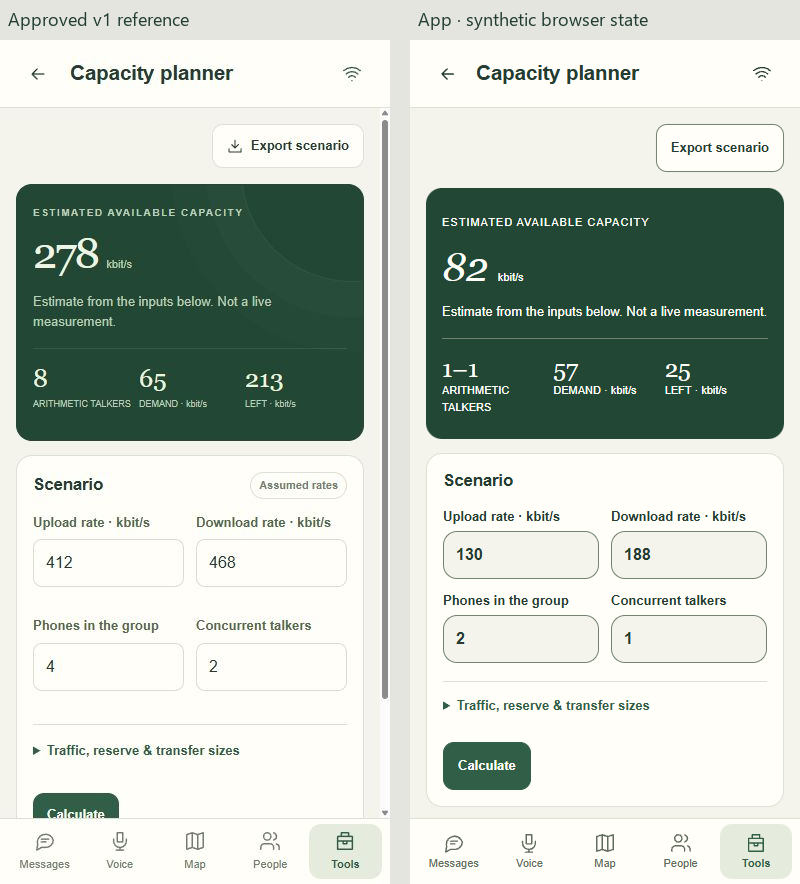 Approved v1 reference
Capacity planner
Export scenario
ESTIMATED AVAILABLE CAPACITY
278 kbit/s
Estimate from the inputs below. Not a live
measurement.
8 65 213
ARITHMETIC TALKERS DEMAND · kbit/s LEFT · kbit/s
Scenario Assumed rates
Upload rate · kbit/s Download rate · kbit/s
412 468
Phones in the group Concurrent talkers
4 2
Traffic, reserve & transfer sizes
Calculate
Messages Voice Map People Tools
App · synthetic browser state
Capacity planner
Export scenario
ESTIMATED AVAILABLE CAPACITY
82 kbit/s
Estimate from the inputs below. Not a live measurement.
1–1 57 25
ARITHMETIC DEMAND · kbit/s LEFT · kbit/s
TALKERS
Scenario
Upload rate · kbit/s Download rate · kbit/s
130 188
Phones in the group Concurrent talkers
2 1
Traffic, reserve & transfer sizes
Calculate
Messages Voice Map People Tools